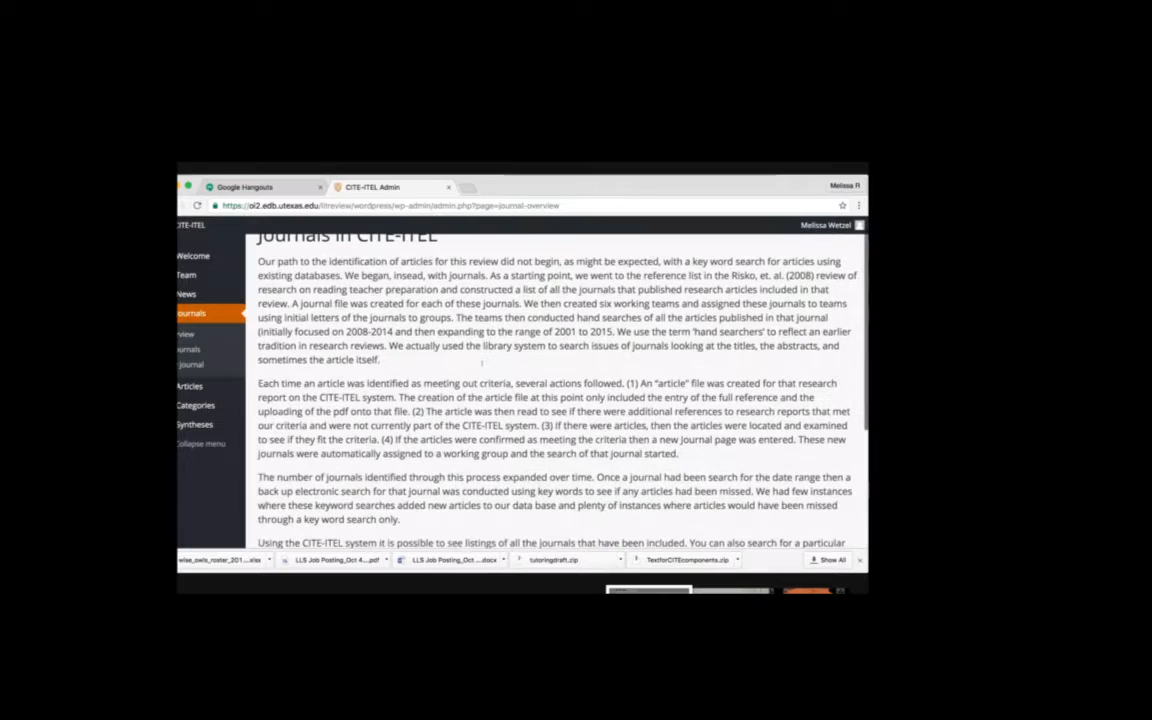 Google Hangouts
CITE-ITEL Admin
Melissa R
https://oi2.edb.utexas.edu/litreview/wordpress/wp-admin/admin.php?page=journal-overview
CITE-ITEL
Melissa Wetzel
Welcome
Team
News
ournals
rview
urnals
journal
Articles
Categories
Syntheses
Collapse menu
Journals in CITE-ITEL
Our path to the identification of articles for this review did not begin, as might be expected, with a key word search for articles using
existing databases. We began, insead, with journals. As a starting point, we went to the reference list in the Risko, et. al. (2008) review of
research on reading teacher preparation and constructed a list of all the journals that published research articles included in that
review. A journal file was created for each of these journals. We then created six working teams and assigned these journals to teams
using initial letters of the journals to groups. The teams then conducted hand searches of all the articles published in that journal
(initially focused on 2008-2014 and then expanding to the range of 2001 to 2015. We use the term 'hand searchers' to reflect an earlier
tradition in research reviews. We actually used the library system to search issues of journals looking at the titles, the abstracts, and
sometimes the article itself.
Each time an article was identified as meeting out criteria, several actions followed. (1) An "article" file was created for that research
report on the CITE-ITEL system. The creation of the article file at this point only included the entry of the full reference and the
uploading of the pdf onto that file. (2) The article was then read to see if there were additional references to research reports that met
our criteria and were not currently part of the CITE-ITEL system. (3) If there were articles, then the articles were located and examined
to see if they fit the criteria. (4) If the articles were confirmed as meeting the criteria then a new Journal page was entered. These new
journals were automatically assigned to a working group and the search of that journal started.
The number of journals identified through this process expanded over time. Once a journal had been search for the date range then a
back up electronic search for that journal was conducted using key words to see if any articles had been missed. We had few instances
where these keyword searches added new articles to our data base and plenty of instances where articles would have been missed
through a key word search only.
Using the CITE-ITEL system it is possible to see listings of all the journals that have been included. You can also search for a particular
wise_owls_roster_201....xlsx
LLS Job Posting_Oct 4....pdf
LLS Job Posting_Oct ....docx
tutoringdraft.zip
TextforCITEcomponents.zip
Show All